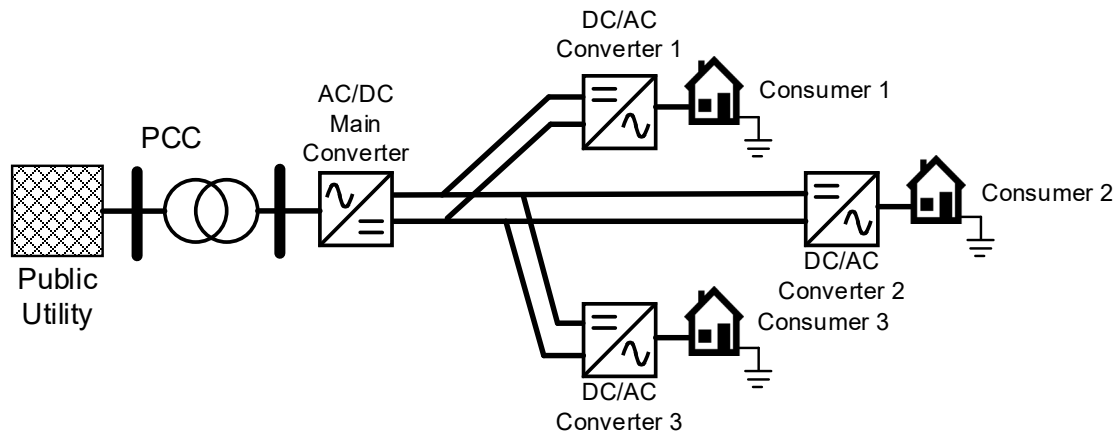 DC/AC
Converter 1
Consumer 1
AC/DC
Main
Converter
PCC
Public
Utility
Consumer 2
DC/AC
Converter 2
Consumer 3
DC/AC
Converter 3